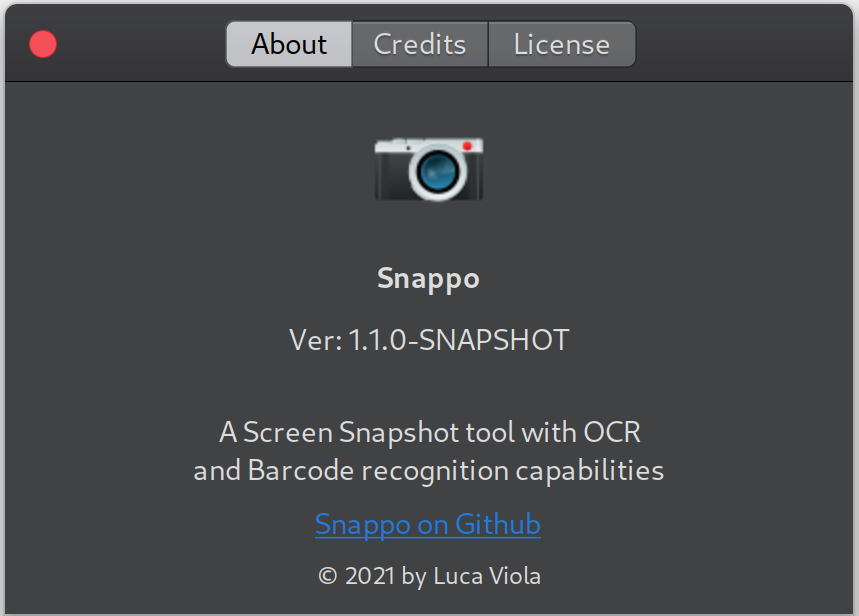 About Credits License
Snappo
Ver: 1.1.0-SNAPSHOT
A Screen Snapshot tool with OCR
and Barcode recognition capabilities
Snappo on Github
© 2021 by Luca Viola